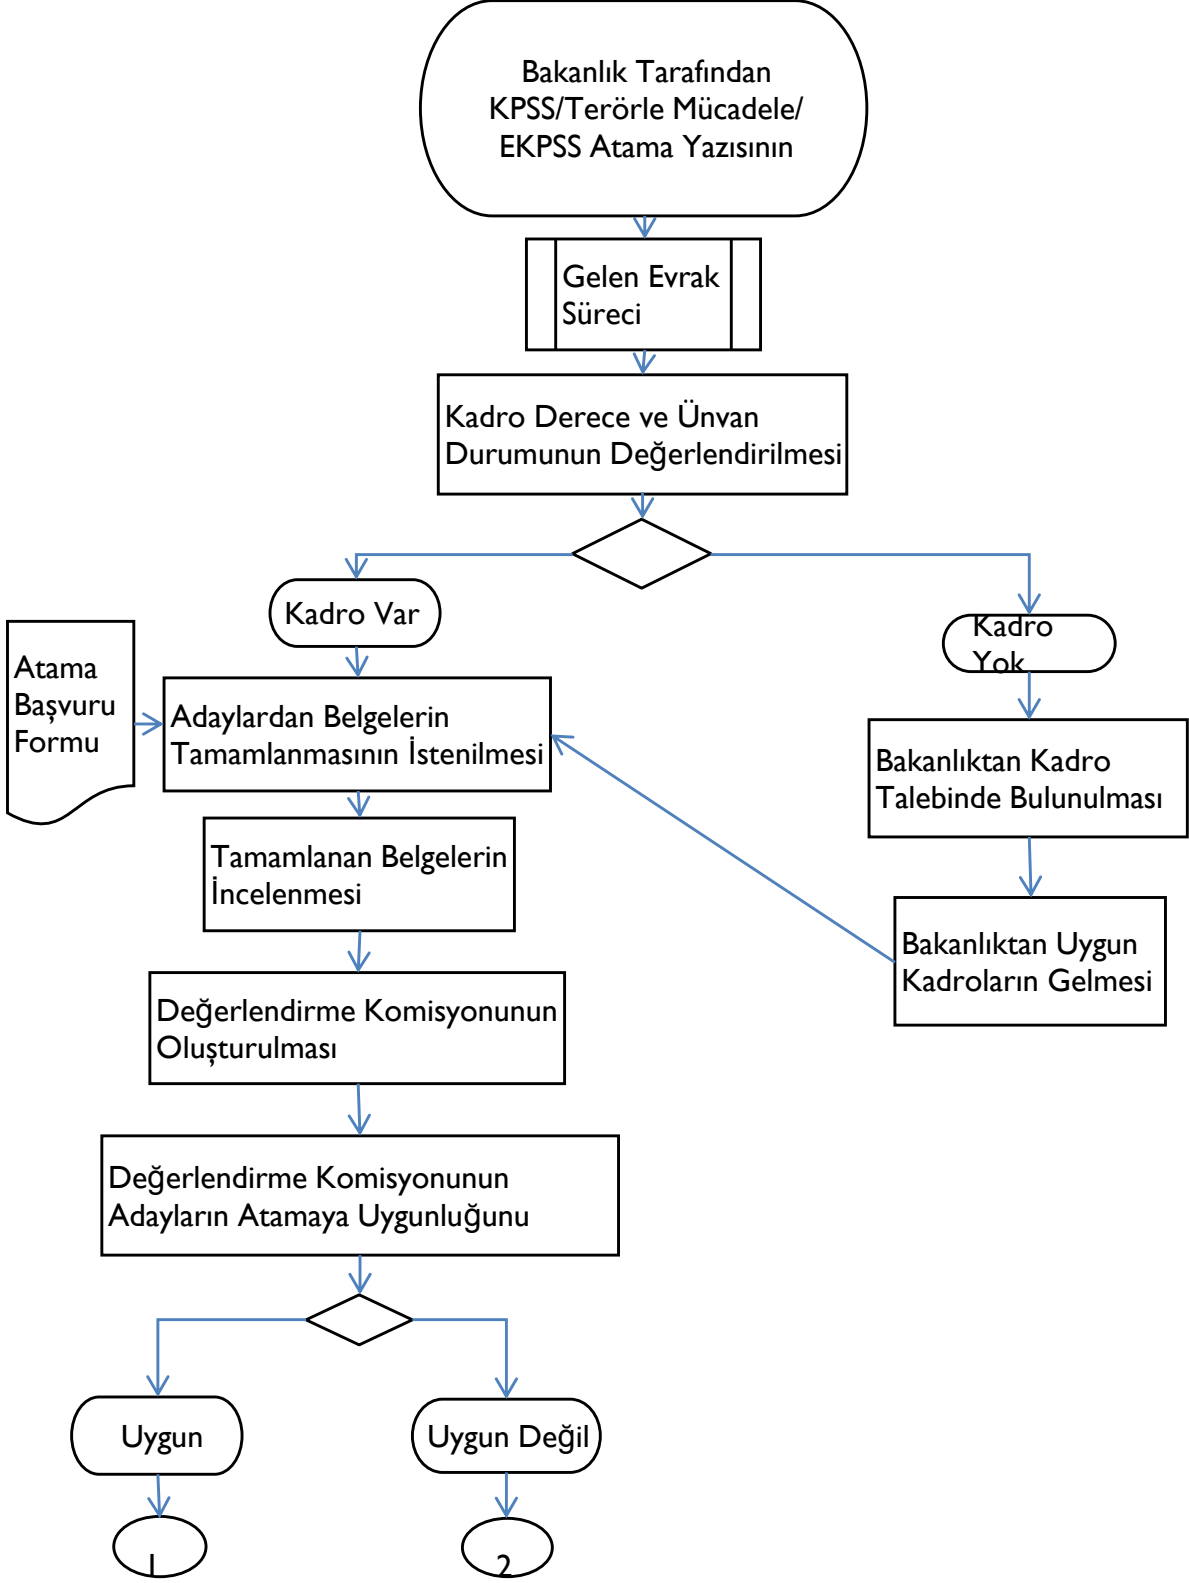 Bakanlık Tarafından
KPSS/Terörle Mücadele/
EKPSS Atama Yazısının
Gelen Evrak
Süreci
Kadro Derece ve Ünvan
Durumunun Değerlendirilmesi
Kadro Var
Kadro
Yok
Atama
Başvuru
Formu
Adaylardan Belgelerin
Tamamlanmasının İstenilmesi
Bakanlıktan Kadro
Talebinde Bulunulması
Tamamlanan Belgelerin
İncelenmesi
Bakanlıktan Uygun
Kadroların Gelmesi
Değerlendirme Komisyonunun
Oluşturulması
Değerlendirme Komisyonunun
Adayların Atamaya Uygunluğunu
Uygun
Uygun Değil
1
2